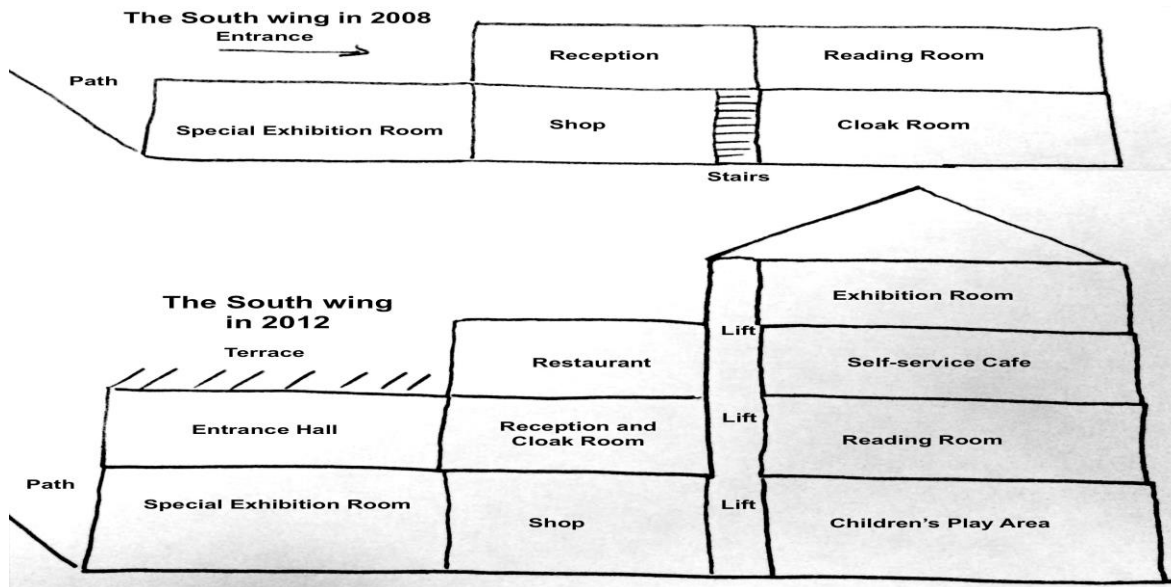 The South wing in 2008
Entrance
Reception
Reading Room
Path
Special Exhibition Room
Shop
Cloak Room
Stairs
Exhibition Room
The South wing
in 2012
Lift
Terrace
Restaurant
Self-service Cafe
Entrance Hall
Reception and
Cloak Room
Lift
Reading Room
Path
Special Exhibition Room
Shop
Lift
Children's Play Area